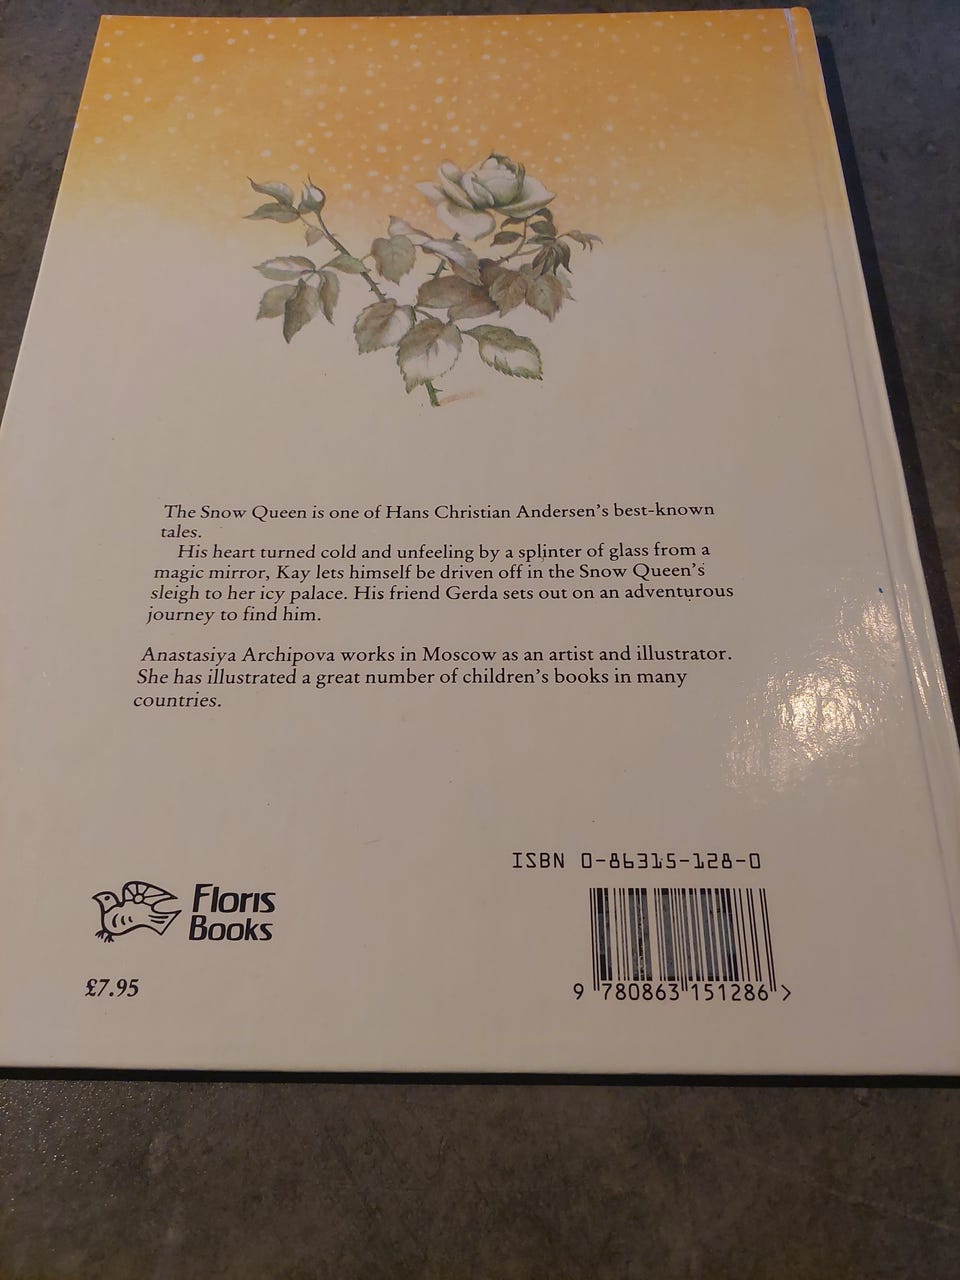 The Snow Queen is one of Hans Christian Andersen's best-known
tales.
His heart turned cold and unfeeling by a splinter of glass from a
magic mirror, Kay lets himself be driven off in the Snow Queen's
sleigh to her icy palace. His friend Gerda sets out on an adventurous
journey to find him.
Anastasiya Archipova works in Moscow as an artist and illustrator.
She has illustrated a great number of children's books in many
countries.
ISBN 0-86315-128-0
Floris
Books
£7.95
9 780863 151286 >